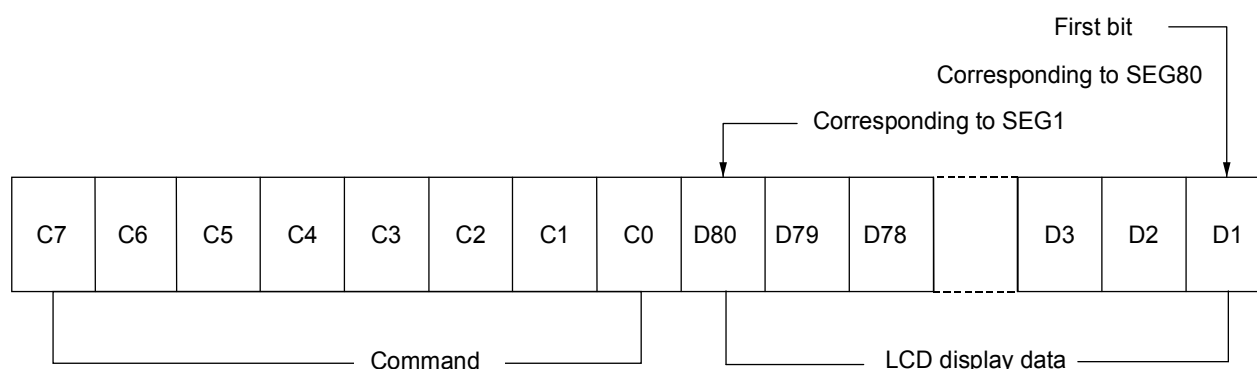 First bit
Corresponding to SEG80
Corresponding to SEG1
C7 C6 C5 C4 C3 C2 C1 C0 D80 D79 D78 D3 D2 D1
Command LCD display data